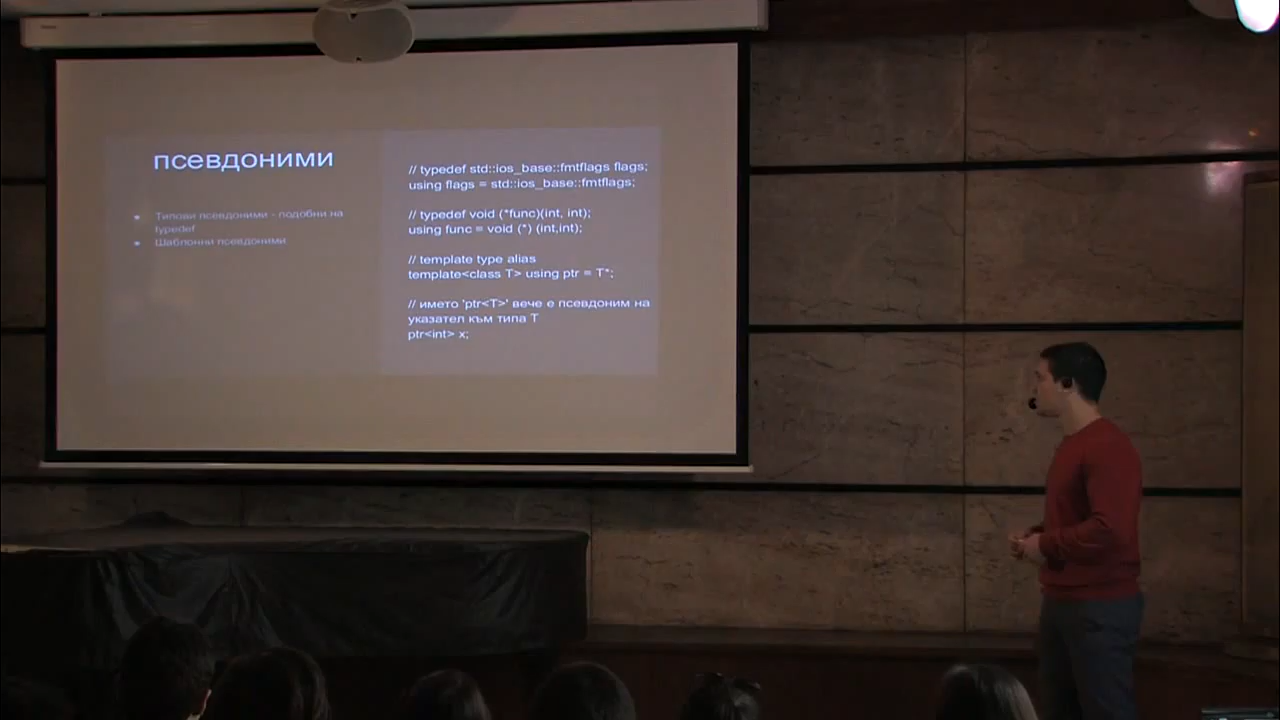 псевдоними
● Типови псевдоними - подобни на
typedef
● Шаблонни псевдоними
// typedef std::ios_base::fmtflags flags;
using flags = std::ios_base::fmtflags;
// typedef void (*func)(int, int);
using func = void (*) (int,int);
// template type alias
template<class T> using ptr = T*;
// името 'ptr<T>' вече е псевдоним на
указател към типа T
ptr<int> x;